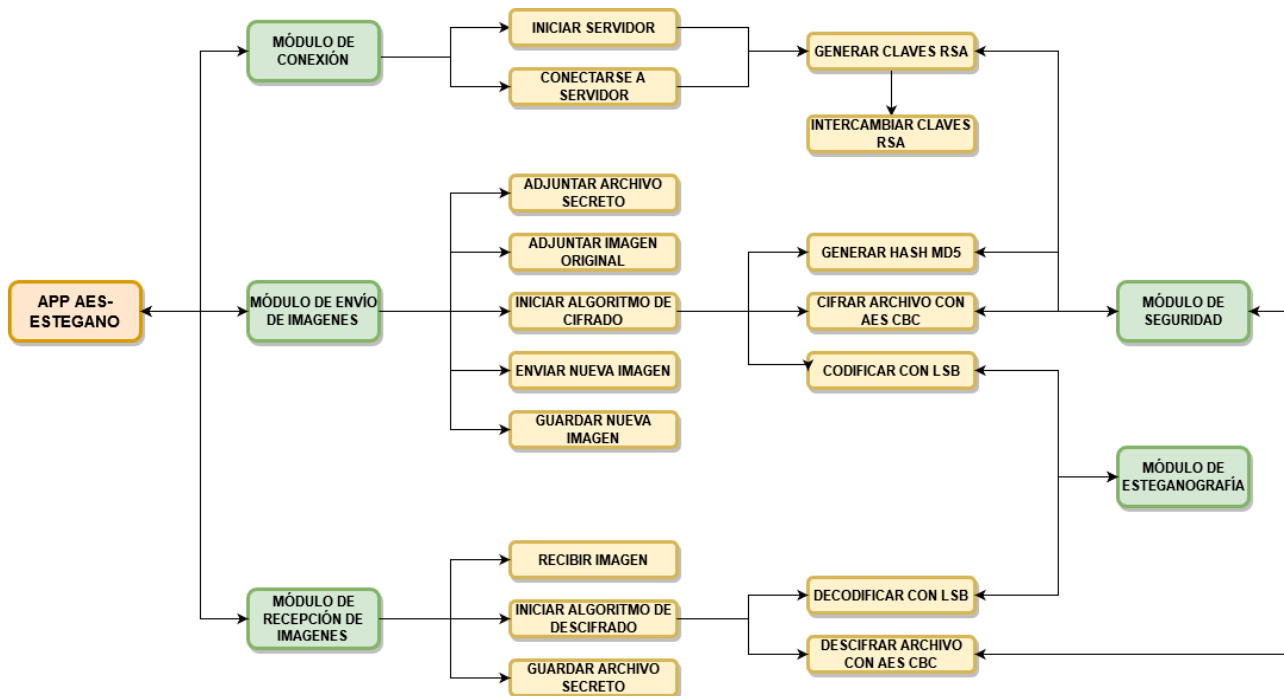 APP AES-
ESTEGANO
MÓDULO DE
CONEXIÓN
INICIAR SERVIDOR
CONECTARSE A
SERVIDOR
GENERAR CLAVES RSA
INTERCAMBIAR CLAVES
RSA
MÓDULO DE ENVÍO
DE IMAGENES
ADJUNTAR ARCHIVO
SECRETO
ADJUNTAR IMAGEN
ORIGINAL
INICIAR ALGORITMO DE
CIFRADO
ENVIAR NUEVA IMAGEN
GUARDAR NUEVA
IMAGEN
GENERAR HASH MD5
CIFRAR ARCHIVO CON
AES CBC
CODIFICAR CON LSB
MÓDULO DE
SEGURIDAD
MÓDULO DE
ESTEGANOGRAFÍA
MÓDULO DE
RECEPCIÓN DE
IMAGENES
RECIBIR IMAGEN
INICIAR ALGORITMO DE
DESCIFRADO
GUARDAR ARCHIVO
SECRETO
DECODIFICAR CON LSB
DESCIFRAR ARCHIVO
CON AES CBC